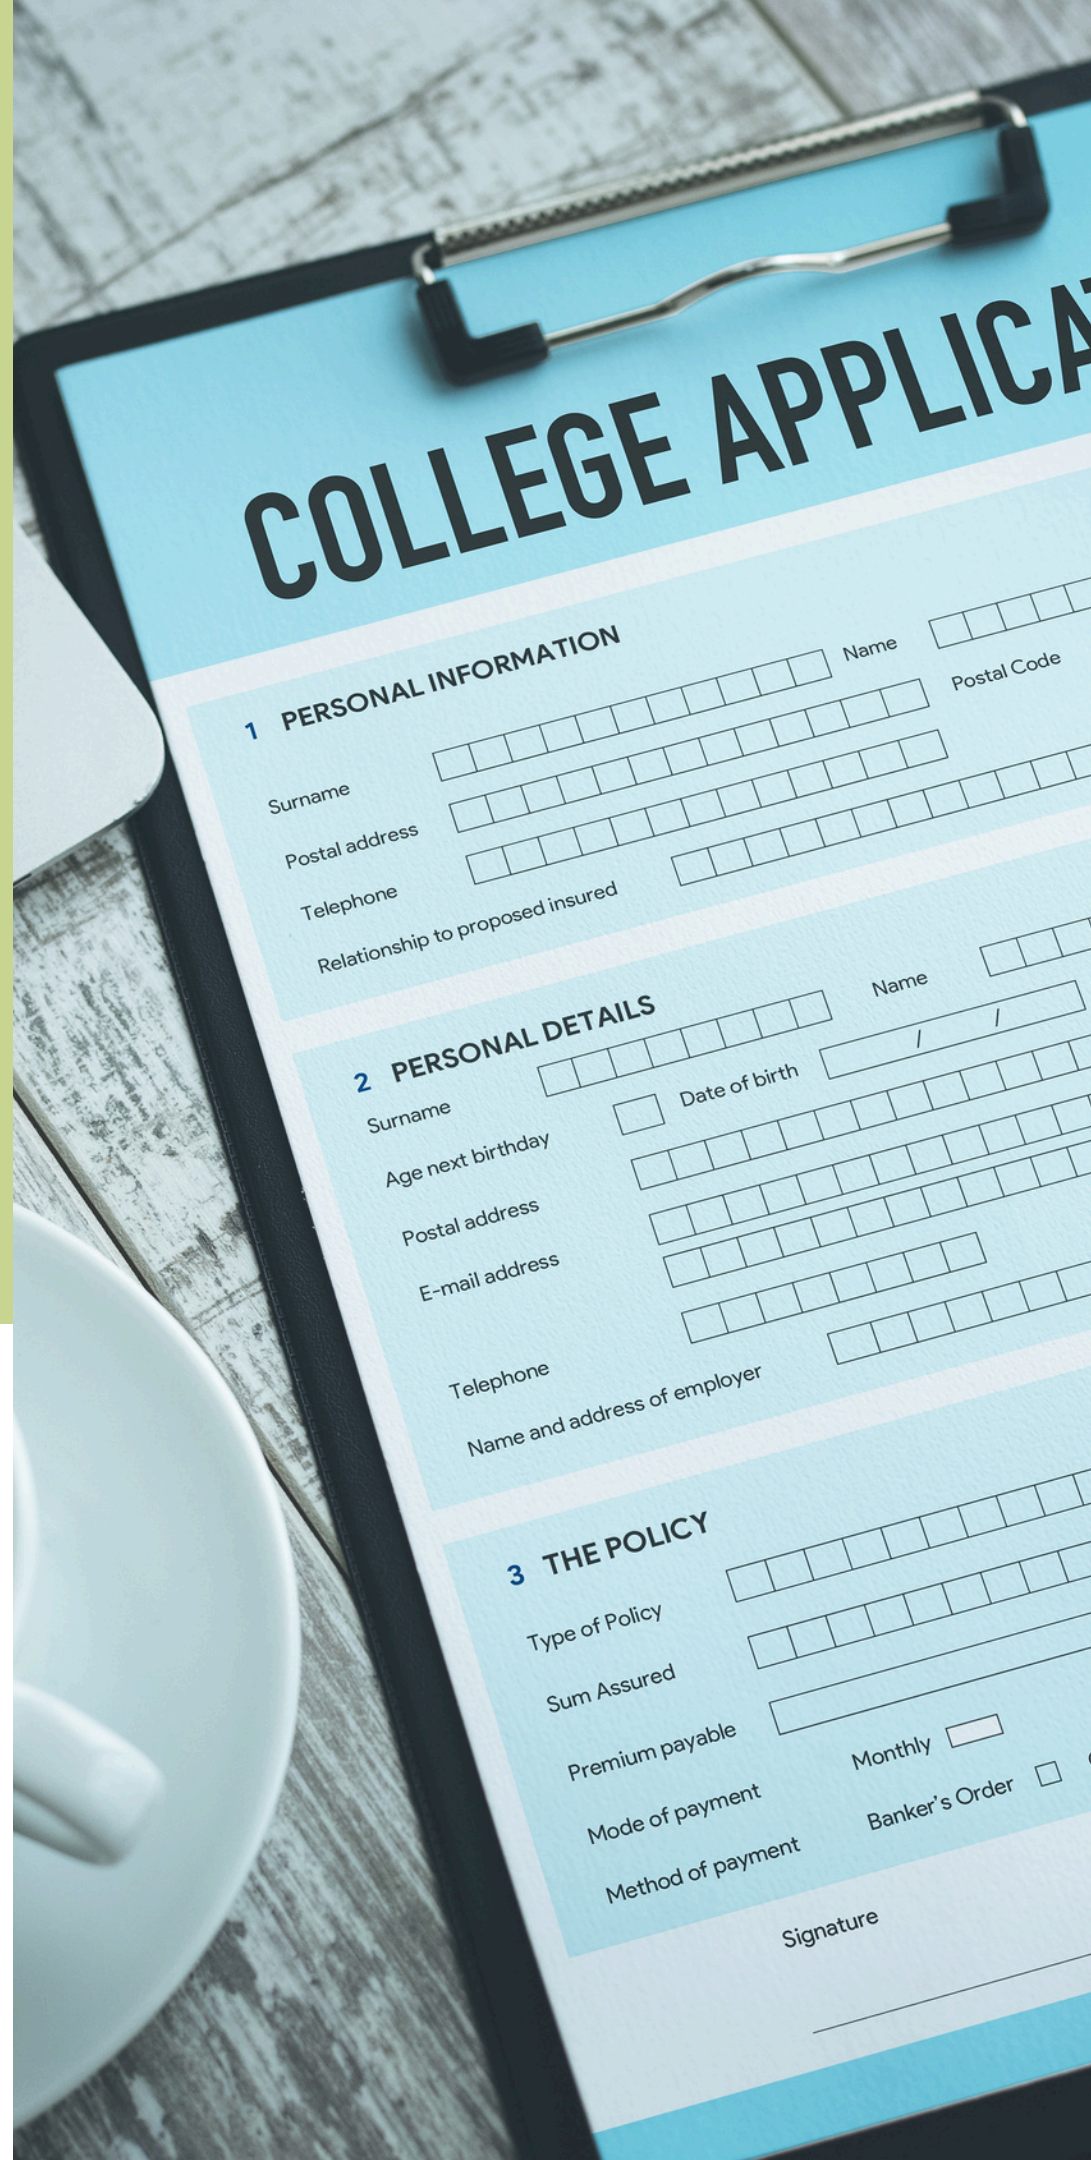 COLLEGE APPLICA
1 PERSONAL INFORMATION
Surname Name
Postal address Postal Code
Telephone
Relationship to proposed insured
2 PERSONAL DETAILS
Surname Name
Age next birthday Date of birth / /
Postal address
E-mail address
Telephone
Name and address of employer
3 THE POLICY
Type of Policy
Sum Assured
Premium payable
Mode of payment Monthly
Method of payment Banker's Order
Signature